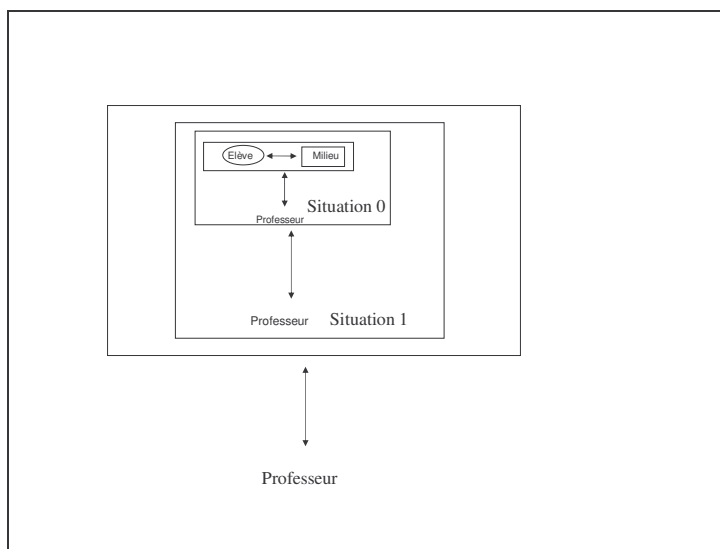 Elève Milieu
Situation 0
Professeur
Professeur Situation 1
Professeur